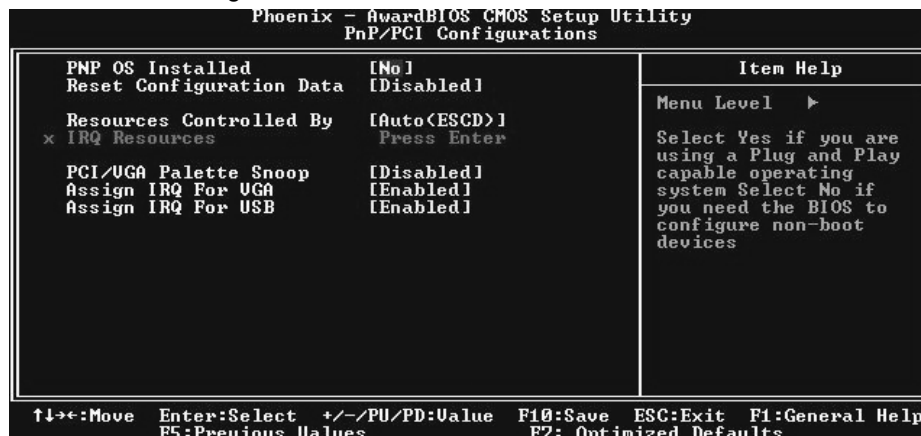 Phoenix - AwardBIOS CMOS Setup Utility
PnP/PCI Configurations
PNP OS Installed [No]
Reset Configuration Data [Disabled]
Resources Controlled By [Auto(ESCD)]
x IRQ Resources Press Enter
PCI/VGA Palette Snoop [Disabled]
Assign IRQ For VGA [Enabled]
Assign IRQ For USB [Enabled]
Item Help
Menu Level ▶
Select Yes if you are
using a Plug and Play
capable operating
system Select No if
you need the BIOS to
configure non-boot
devices
↑↓→←:Move Enter:Select +/-/PU/PD:Value F10:Save ESC:Exit F1:General Help
F5:Previous Values F7: Optimized Defaults